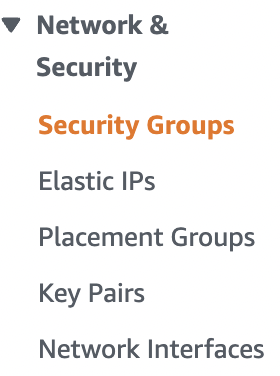 Network &
Security
Security Groups
Elastic IPs
Placement Groups
Key Pairs
Network Interfaces